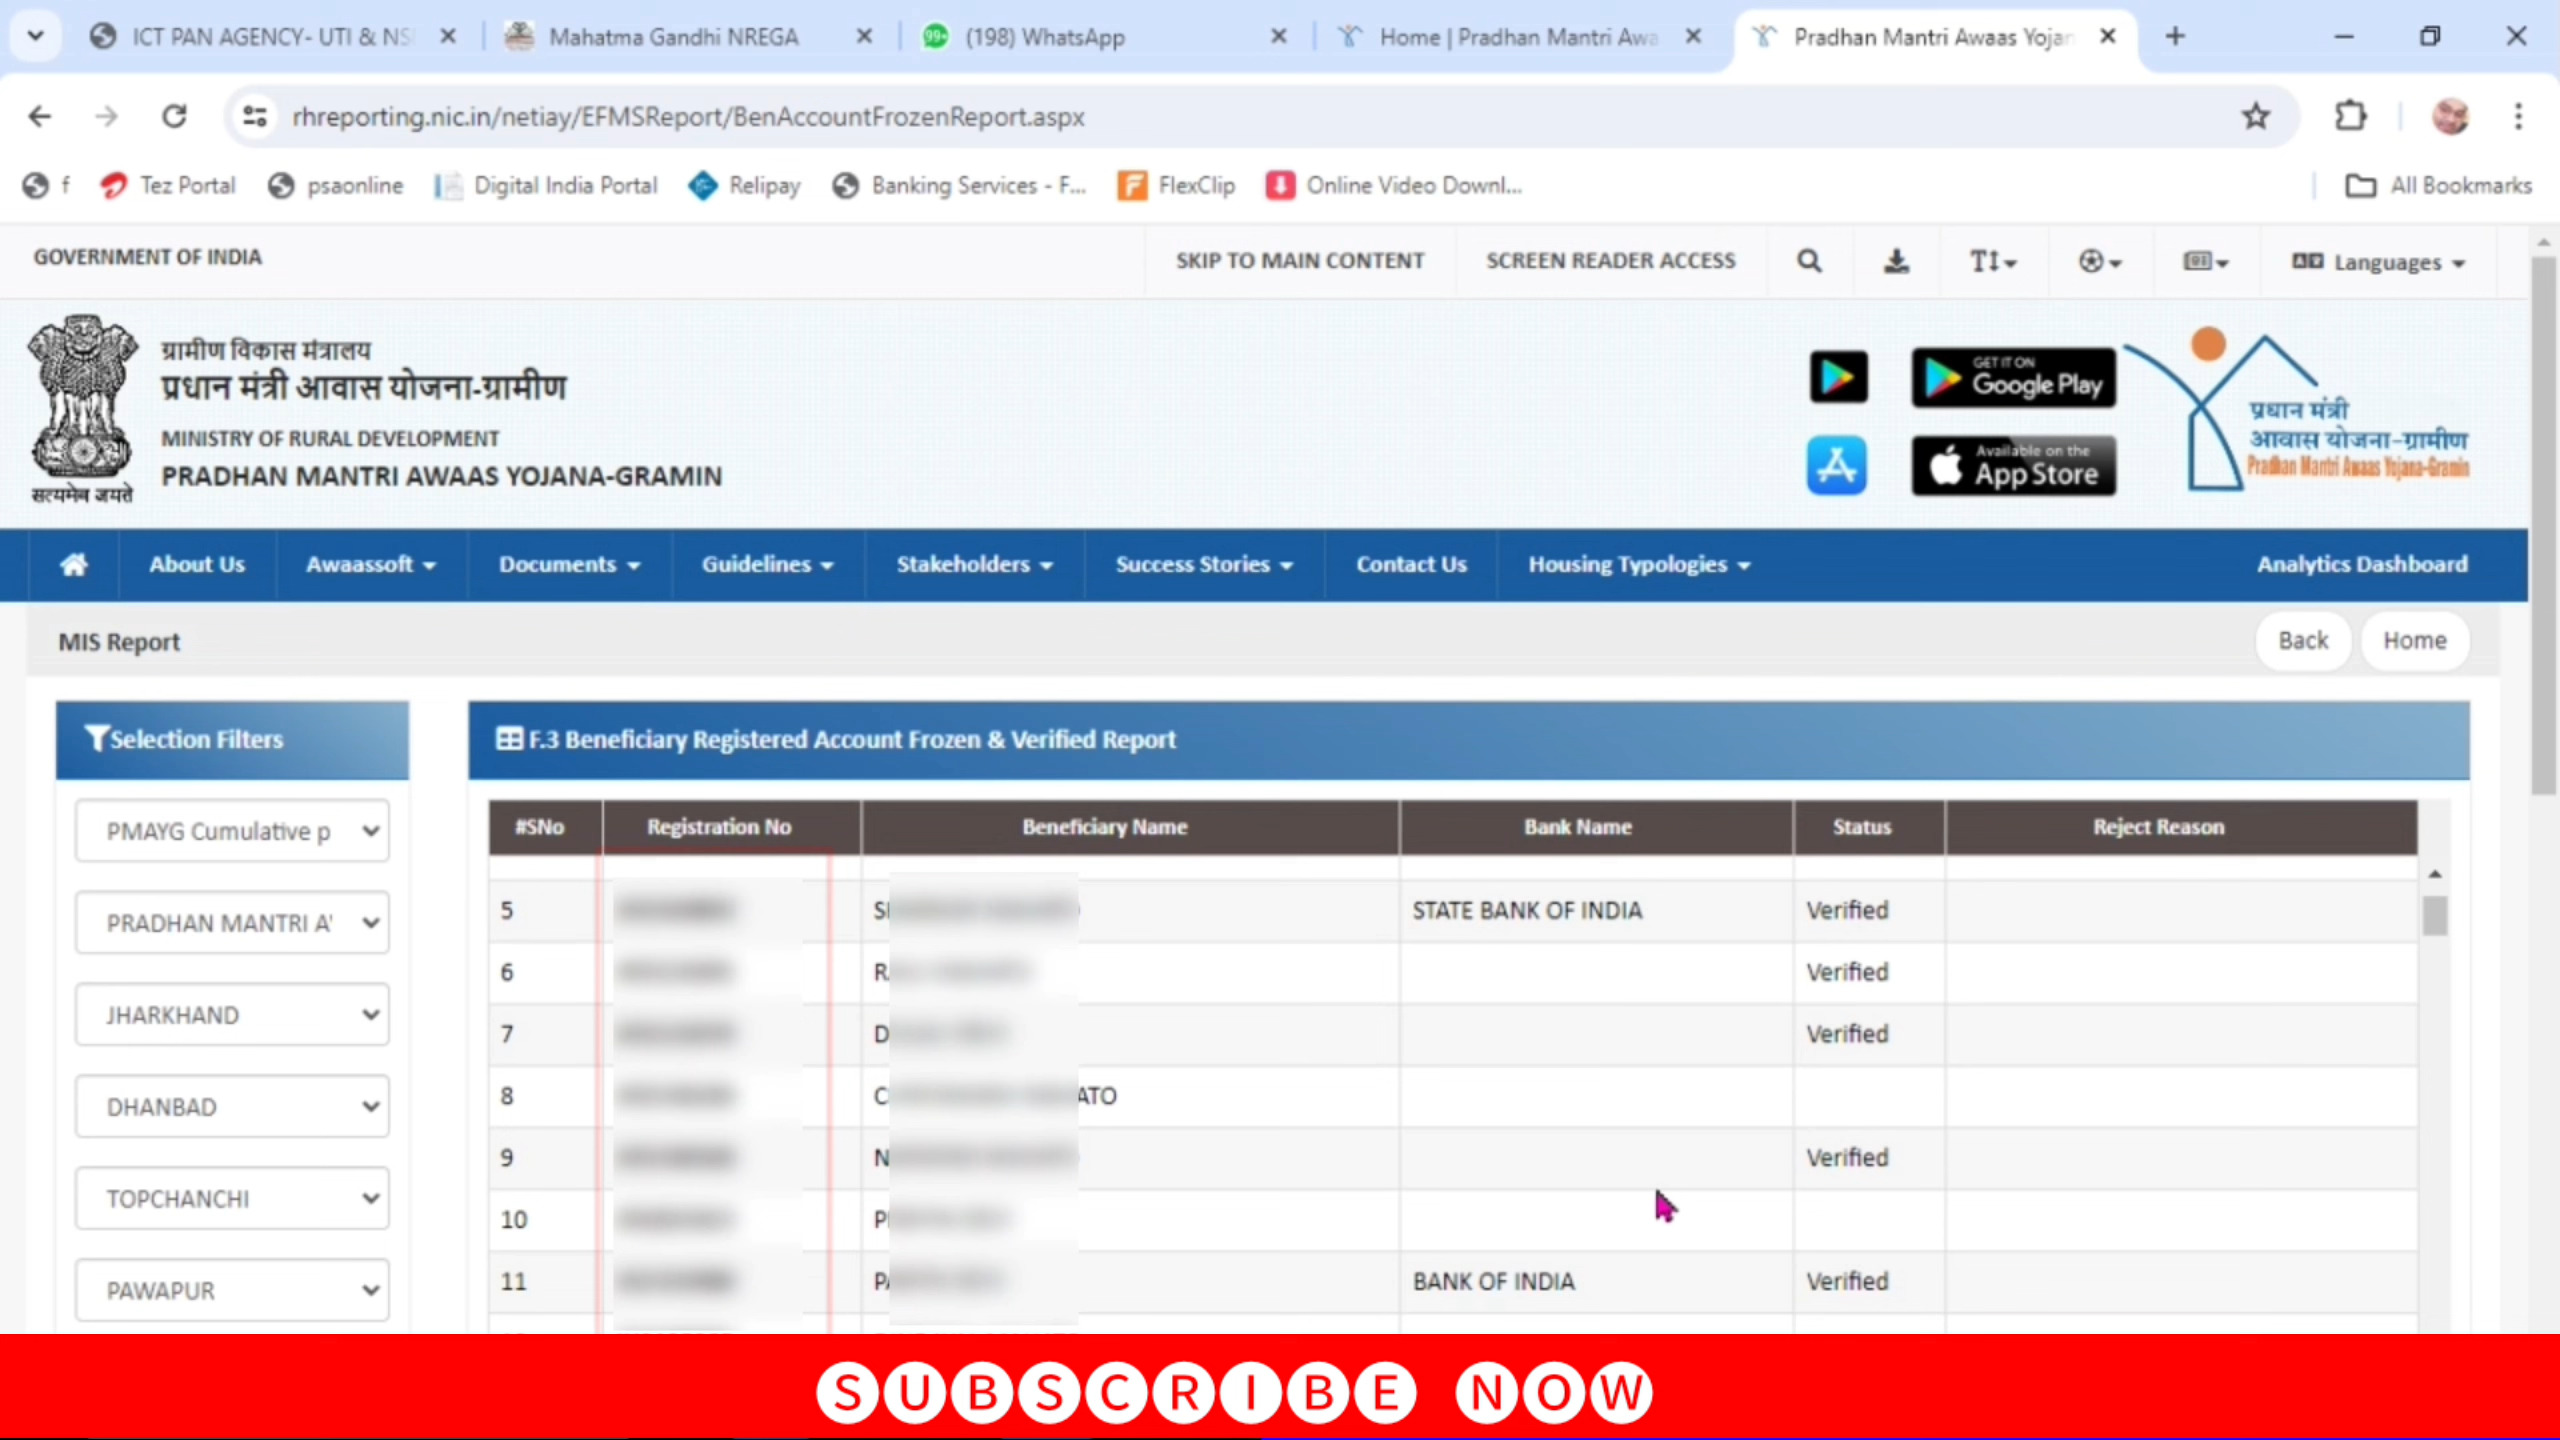 ICT PAN AGENCY- UTI & NS
Mahatma Gandhi NREGA
99+ (198) WhatsApp
Home | Pradhan Mantri Awa
Pradhan Mantri Awaas Yojan
rhreporting.nic.in/netiay/EFMSReport/BenAccountFrozenReport.aspx
f
Tez Portal
psaonline
Digital India Portal
Relipay
Banking Services - F...
FlexClip
Online Video Downl...
All Bookmarks
GOVERNMENT OF INDIA
SKIP TO MAIN CONTENT
SCREEN READER ACCESS
Languages
ग्रामीण विकास मंत्रालय
प्रधान मंत्री आवास योजना-ग्रामीण
MINISTRY OF RURAL DEVELOPMENT
PRADHAN MANTRI AWAAS YOJANA-GRAMIN
सत्यमेव जयते
GET IT ON
Google Play
Available on the
App Store
प्रधान मंत्री
आवास योजना-ग्रामीण
Pradhan Mantri Awaas Yojana-Gramin
About Us
Awaassoft
Documents
Guidelines
Stakeholders
Success Stories
Contact Us
Housing Typologies
Analytics Dashboard
MIS Report
Back
Home
Selection Filters
PMAYG Cumulative p
PRADHAN MANTRI A'
JHARKHAND
DHANBAD
TOPCHANCHI
PAWAPUR
F.3 Beneficiary Registered Account Frozen & Verified Report
#SNo Registration No Beneficiary Name Bank Name Status Reject Reason
5 STATE BANK OF INDIA Verified
6 Verified
7 Verified
8 ATO
9 Verified
10
11 BANK OF INDIA Verified
SUBSCRIBE NOW